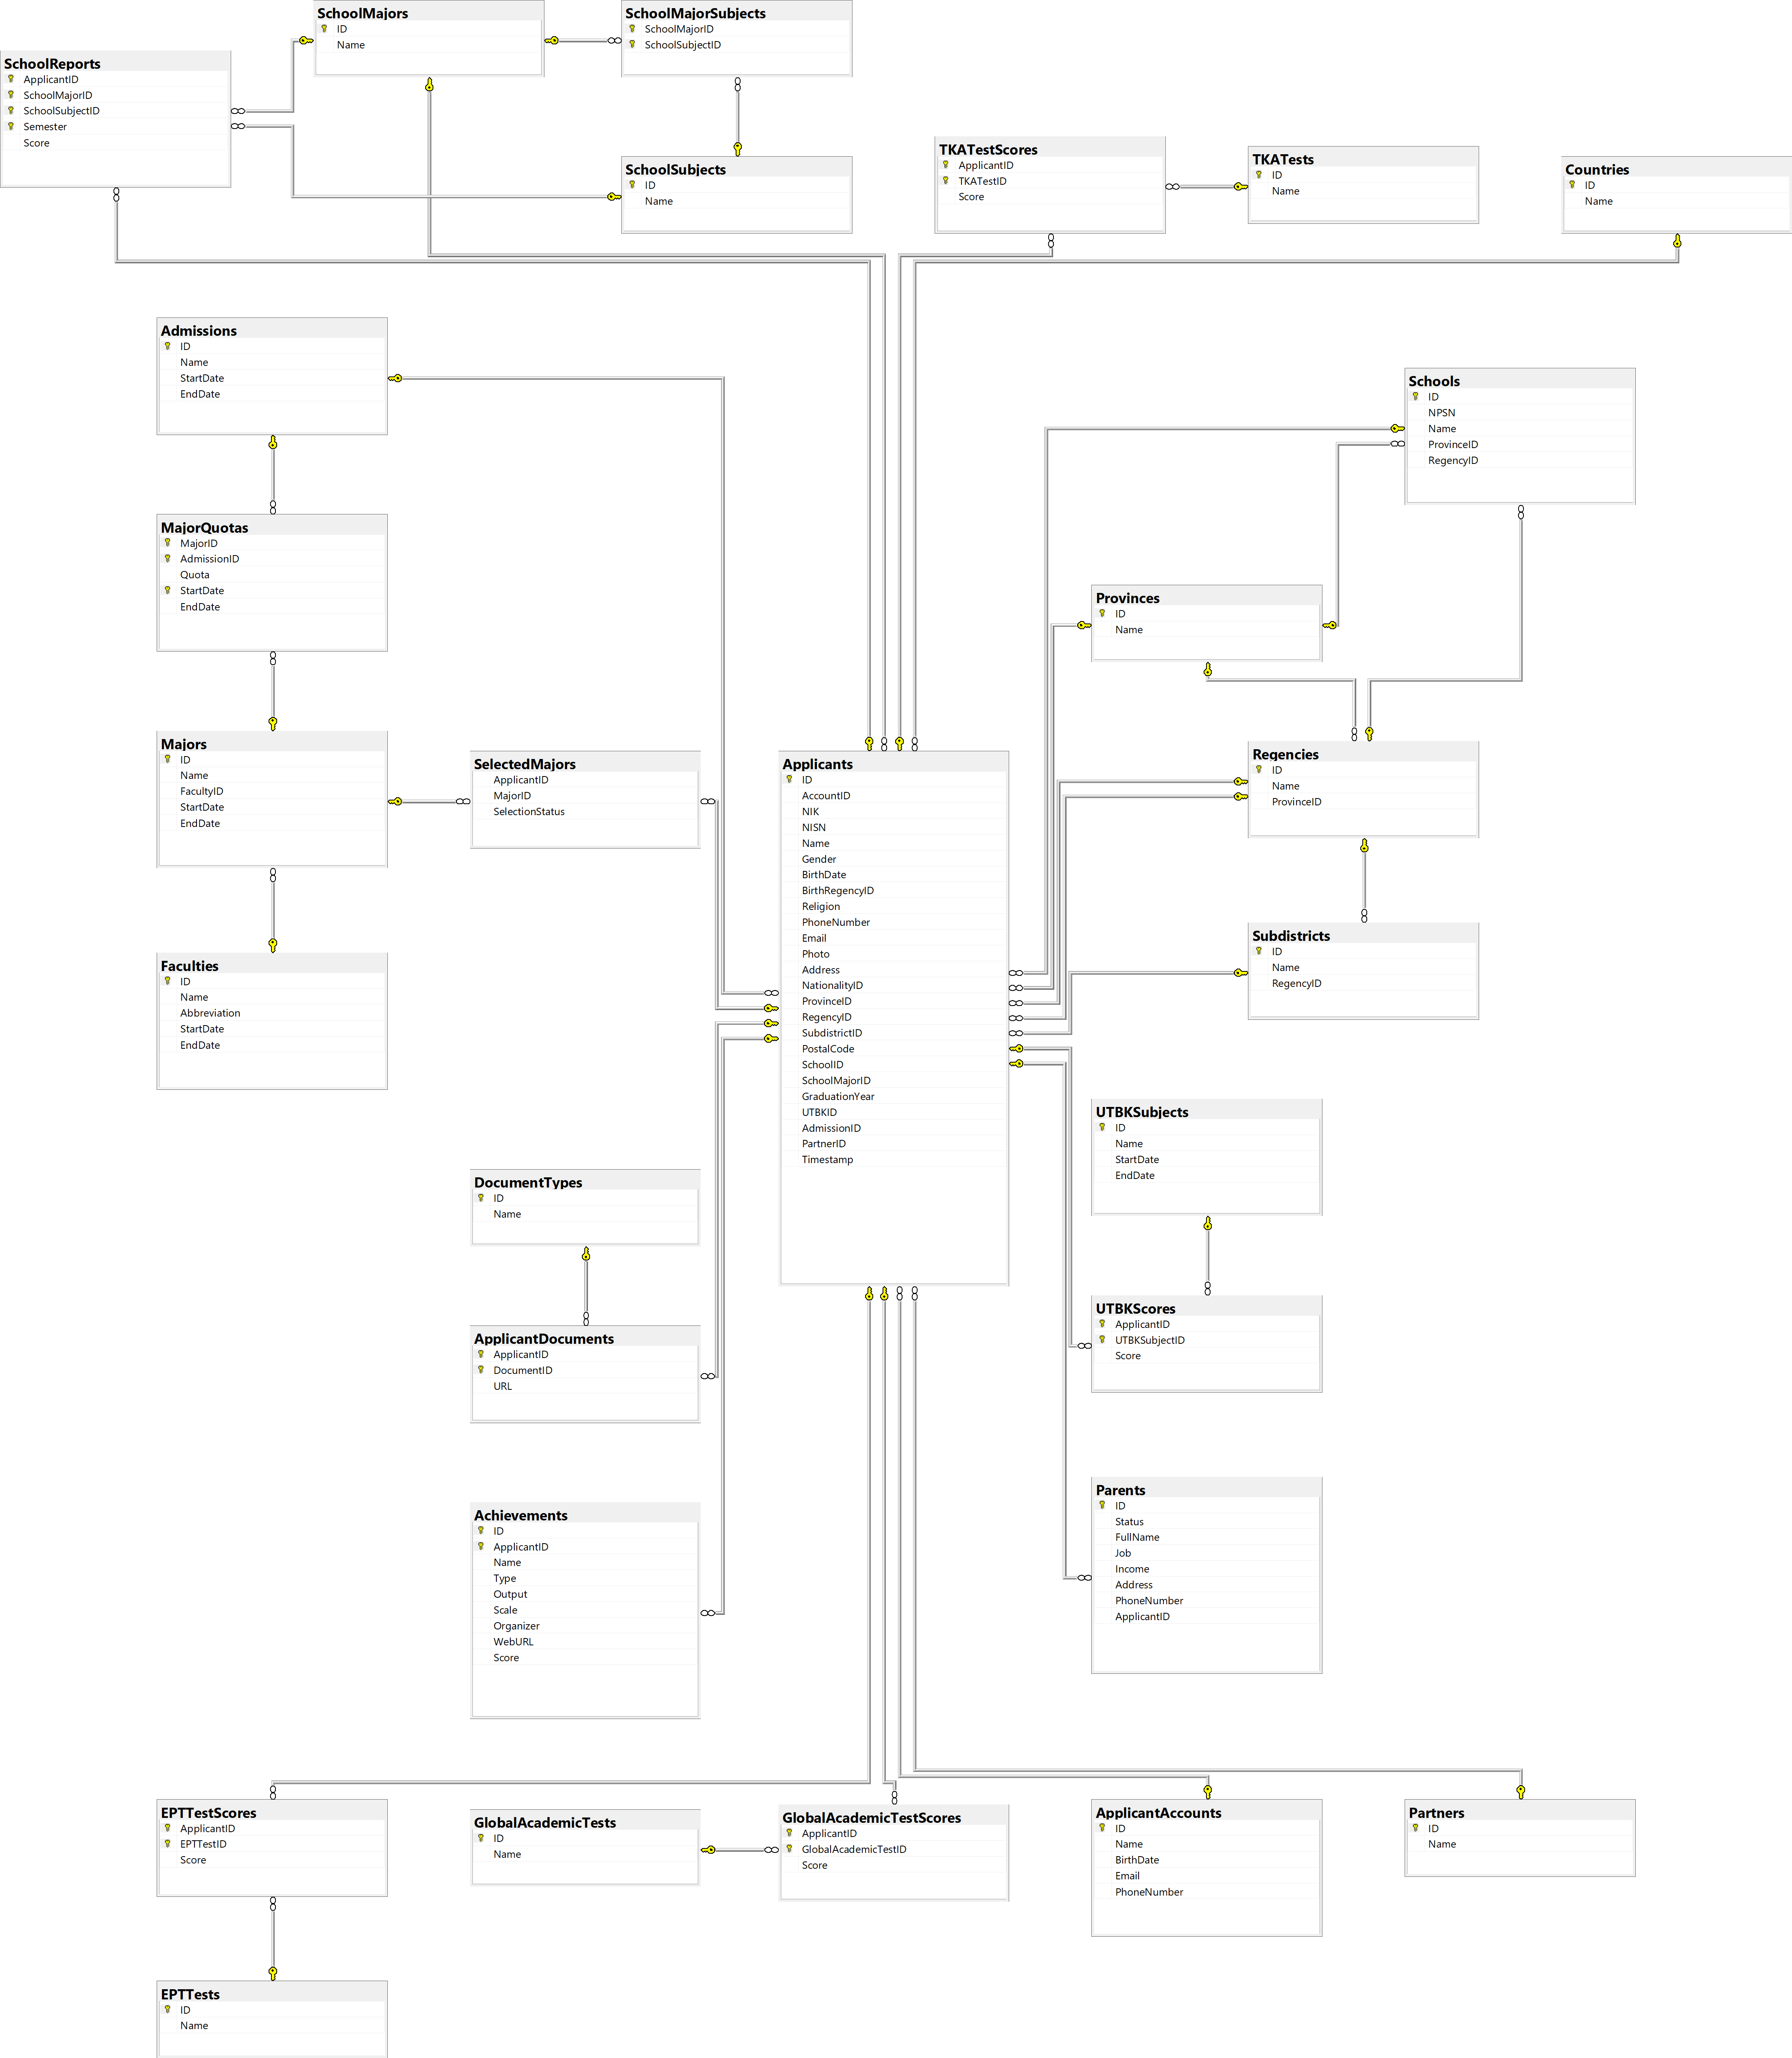 SchoolMajors
ID
Name
SchoolMajorSubjects
SchoolMajorID
SchoolSubjectID
SchoolReports
ApplicantID
SchoolMajorID
SchoolSubjectID
Semester
Score
SchoolSubjects
ID
Name
TKATestScores
ApplicantID
TKATestID
Score
TKATests
ID
Name
Countries
ID
Name
Admissions
ID
Name
StartDate
EndDate
Schools
ID
NPSN
Name
ProvinceID
RegencyID
MajorQuotas
MajorID
AdmissionID
Quota
StartDate
EndDate
Provinces
ID
Name
Majors
ID
Name
FacultyID
StartDate
EndDate
SelectedMajors
ApplicantID
MajorID
SelectionStatus
Applicants
ID
AccountID
NIK
NISN
Name
Gender
BirthDate
BirthRegencyID
Religion
PhoneNumber
Email
Photo
Address
NationalityID
ProvinceID
RegencyID
SubdistrictID
PostalCode
SchoolID
SchoolMajorID
GraduationYear
UTBKID
AdmissionID
PartnerID
Timestamp
Regencies
ID
Name
ProvinceID
Subdistricts
ID
Name
RegencyID
Faculties
ID
Name
Abbreviation
StartDate
EndDate
UTBKSubjects
ID
Name
StartDate
EndDate
DocumentTypes
ID
Name
UTBKScores
ApplicantID
UTBKSubjectID
Score
ApplicantDocuments
ApplicantID
DocumentID
URL
Parents
ID
Status
FullName
Job
Income
Address
PhoneNumber
ApplicantID
Achievements
ID
ApplicantID
Name
Type
Output
Scale
Organizer
WebURL
Score
EPTTestScores
ApplicantID
EPTTestID
Score
GlobalAcademicTests
ID
Name
GlobalAcademicTestScores
ApplicantID
GlobalAcademicTestID
Score
ApplicantAccounts
ID
Name
BirthDate
Email
PhoneNumber
Partners
ID
Name
EPTTests
ID
Name